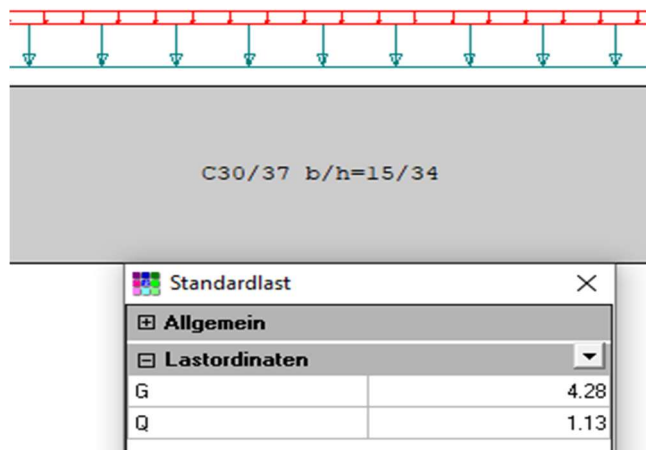 C30/37 b/h=15/34
Standardlast
Allgemein
Lastordinaten
G 4.28
Q 1.13